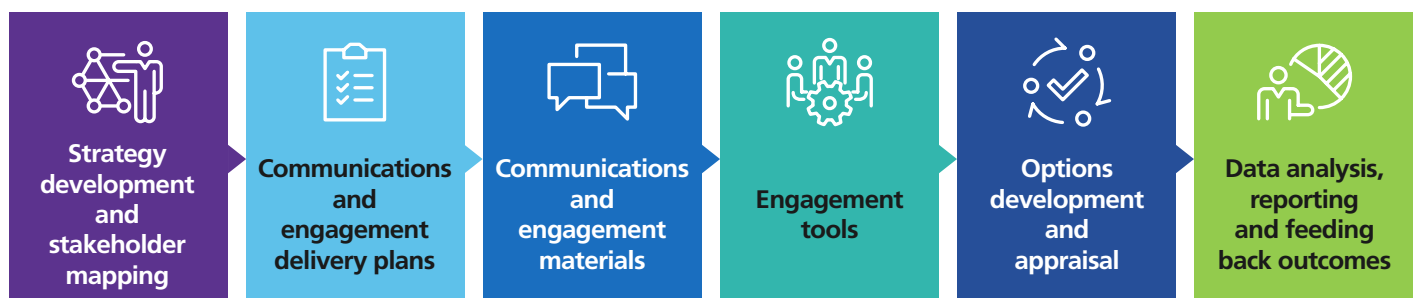 Strategy
development
and
stakeholder
mapping
Communications
and
engagement
delivery plans
Communications
and
engagement
materials
Engagement
tools
Options
development
and
appraisal
Data analysis,
reporting
and feeding
back outcomes